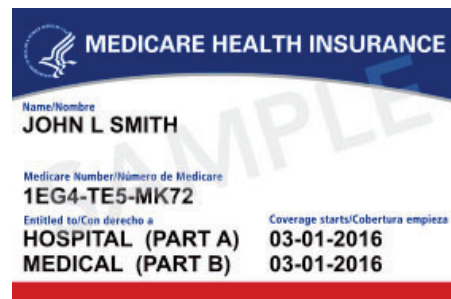 MEDICARE HEALTH INSURANCE
Name/Nombre
JOHN L SMITH
Medicare Number/Número de Medicare
1EG4-TE5-MK72
Entitled to/Con derecho a Coverage starts/Cobertura empieza
HOSPITAL (PART A) 03-01-2016
MEDICAL (PART B) 03-01-2016
SAMPLE